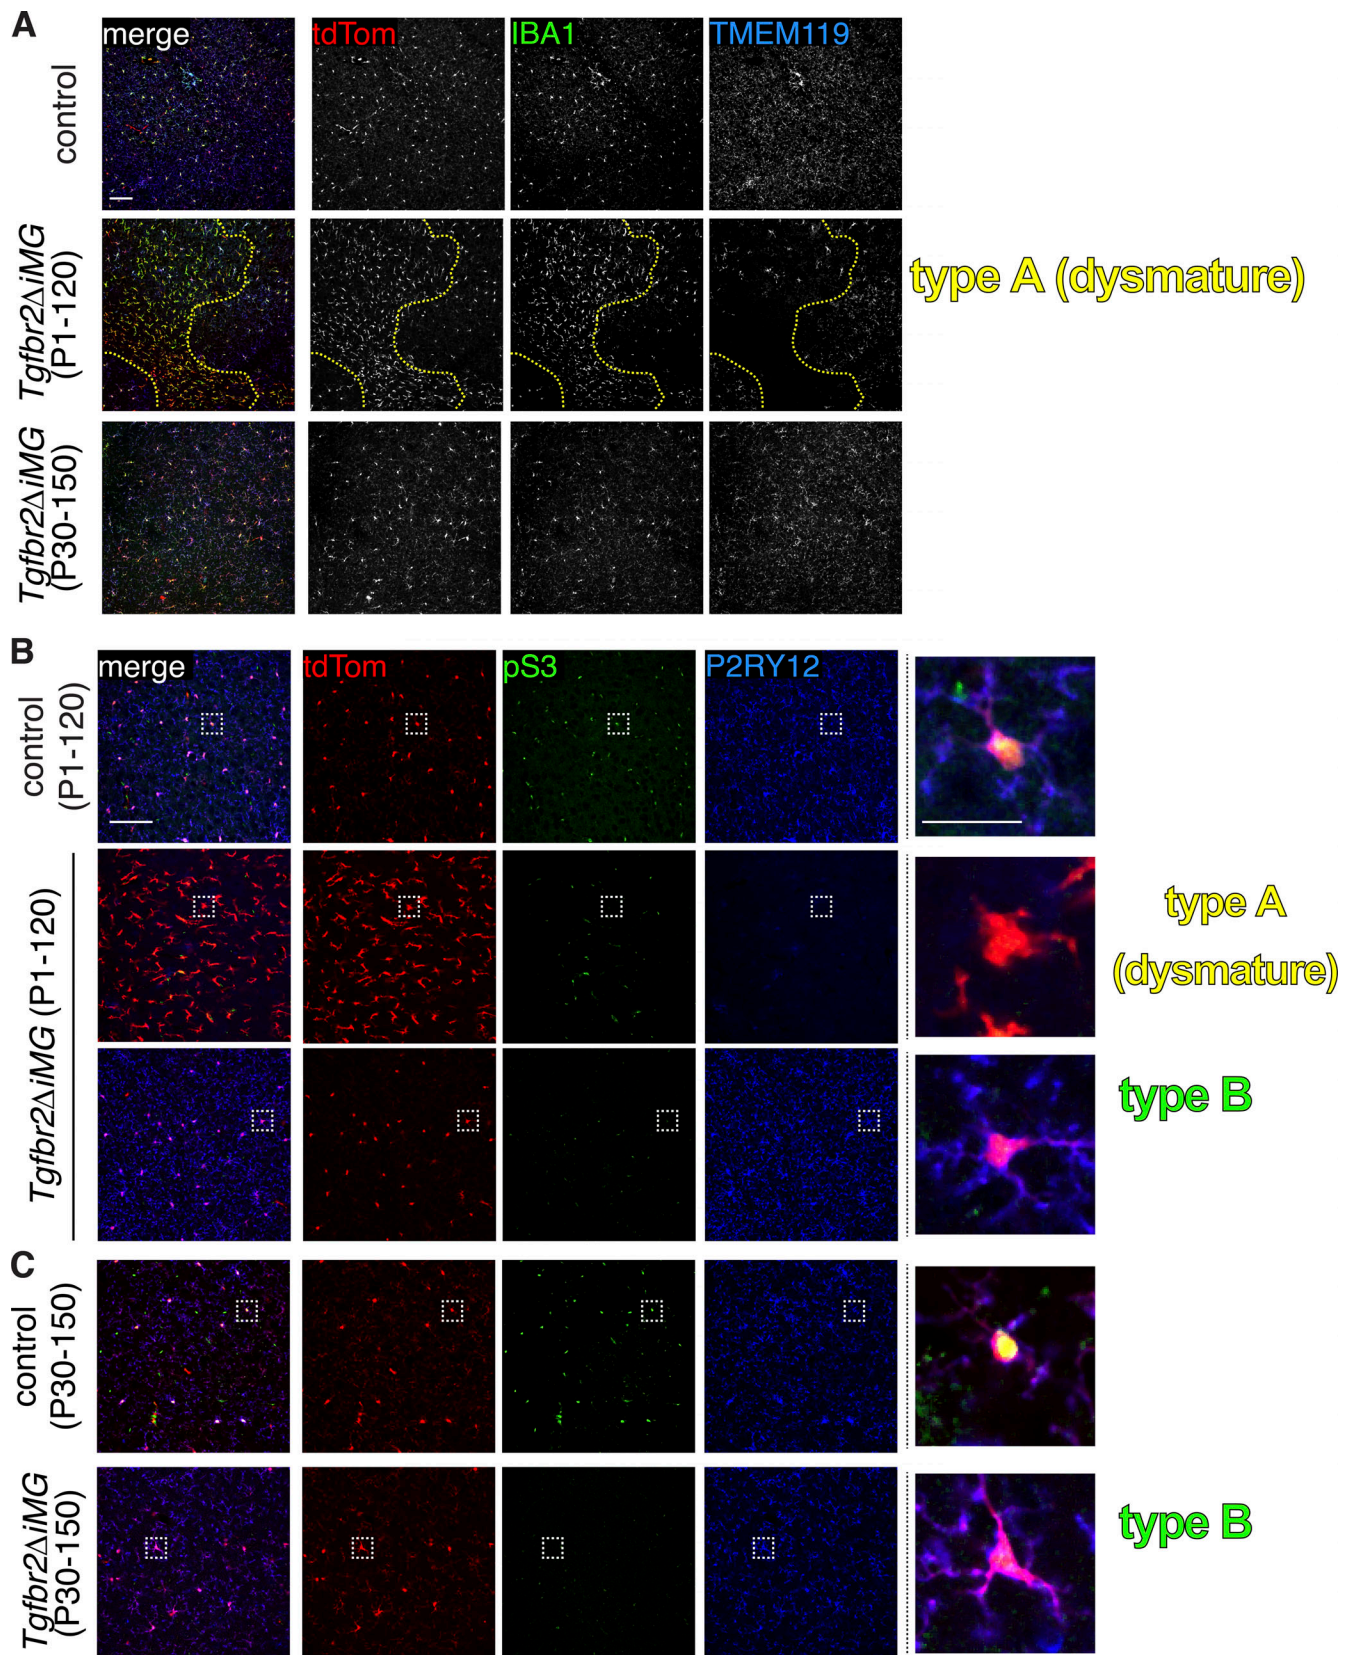 A
merge
tdTom
IBA1
TMEM119
control
Tgfbr2ΔiMG
(P1-120)
type A (dysmature)
Tgfbr2ΔiMG
(P30-150)
B
merge
tdTom
pS3
P2RY12
control
(P1-120)
Tgfbr2ΔiMG (P1-120)
type A
(dysmature)
type B
C
control
(P30-150)
Tgfbr2ΔiMG
(P30-150)
type B